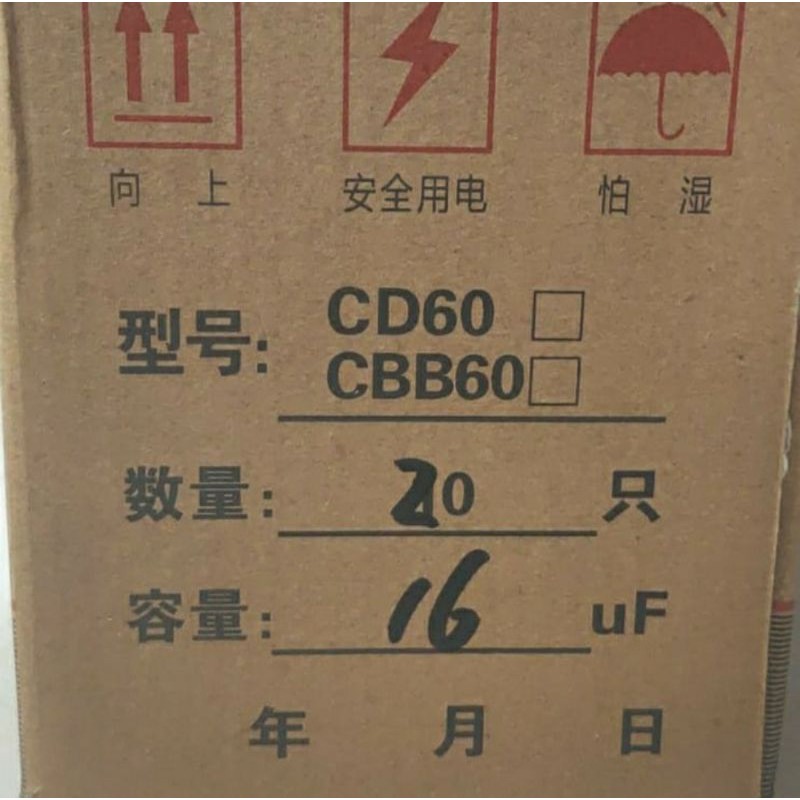 向上 安全用电 怕湿
型号: CD60 □
CBB60□
数量: 20 只
容量: 16 uF
年 月 日